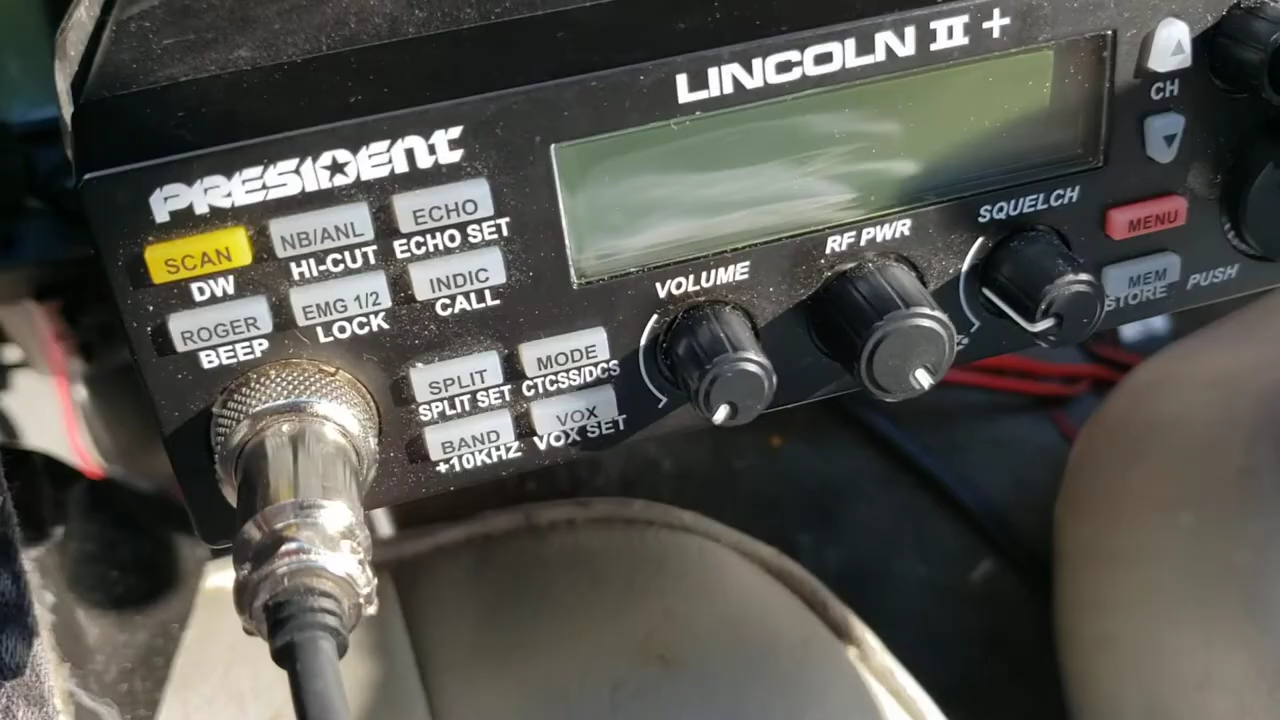 LINCOLN II +
PRESIDENT
CH
SCAN
DW
NB/ANL
HI-CUT
ECHO
ECHO SET
ROGER
BEEP
EMG 1/2
LOCK
INDIC
CALL
SPLIT
SPLIT SET
MODE
CTCSS/DCS
BAND
+10KHZ
VOX
VOX SET
VOLUME
RF PWR
SQUELCH
MENU
MEM
STORE
PUSH